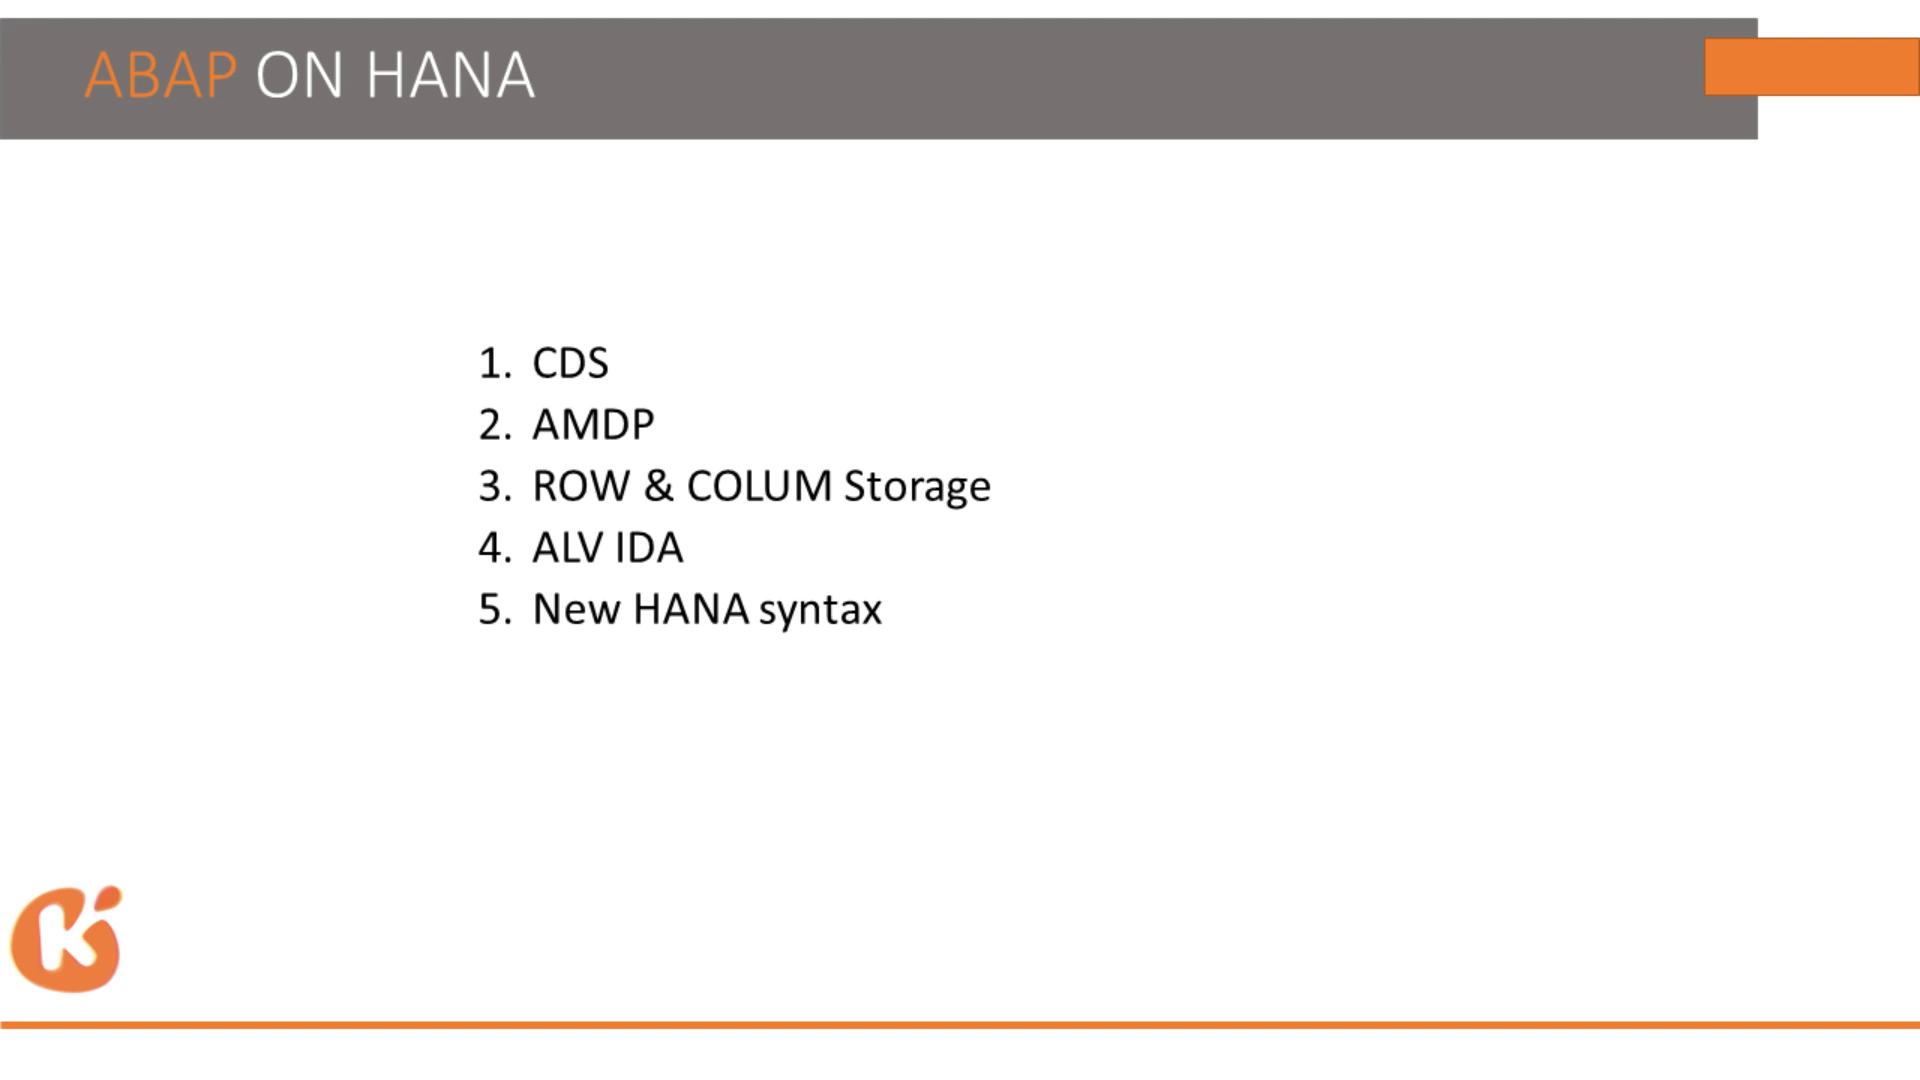 ABAP ON HANA
1. CDS
2. AMDP
3. ROW & COLUM Storage
4. ALV IDA
5. New HANA syntax
K